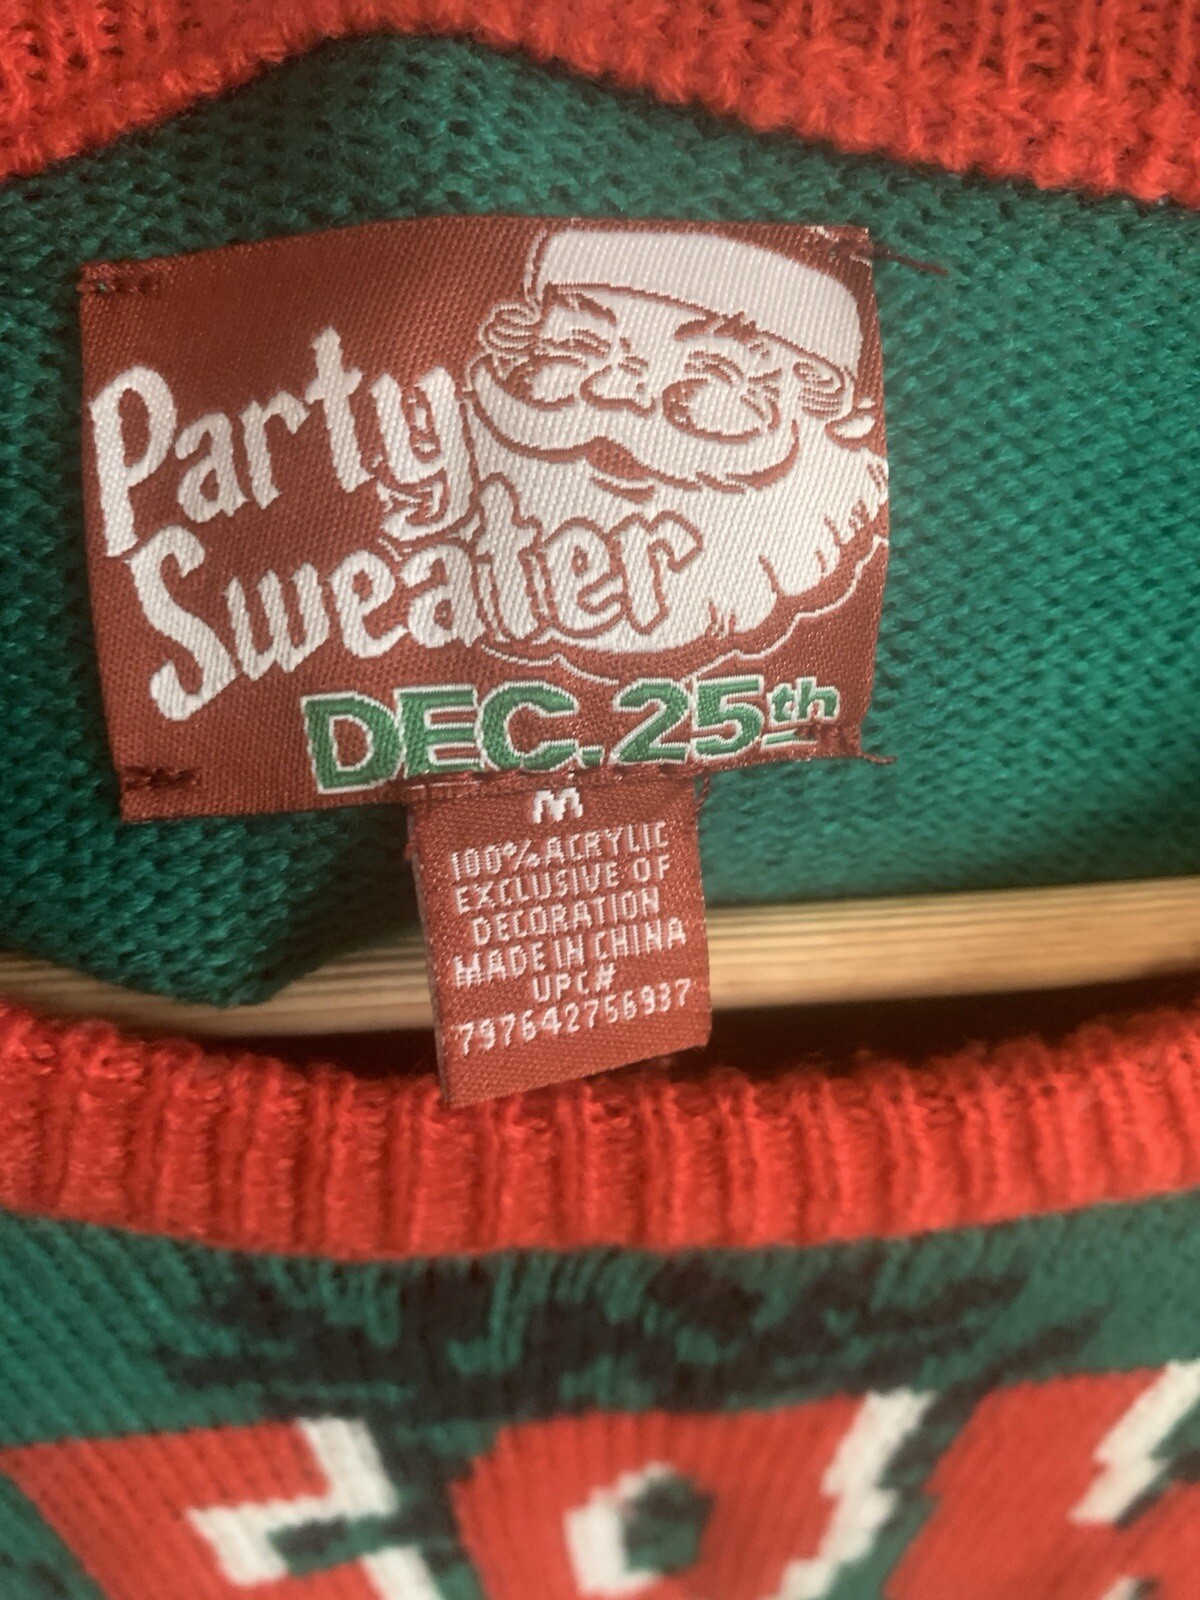 Party
Sweater
DEC. 25th
M
100% ACRYLIC
EXCLUSIVE OF
DECORATION
MADE IN CHINA
UPC#
797642756937